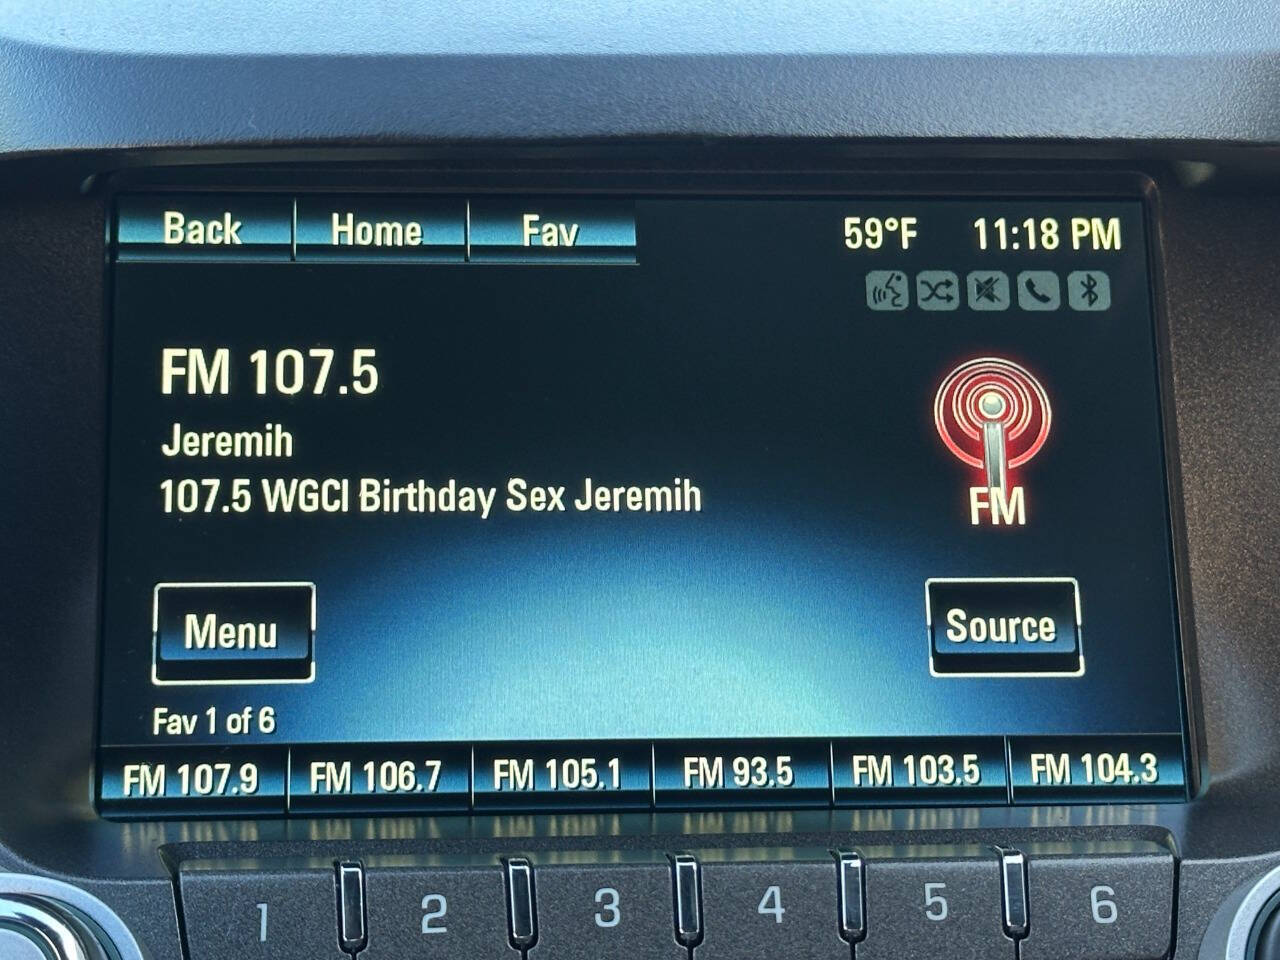 Back Home Fav 59°F 11:18 PM
FM 107.5
Jeremih
107.5 WGCI Birthday Sex Jeremih
FM
Menu
Source
Fav 1 of 6
FM 107.9 FM 106.7 FM 105.1 FM 93.5 FM 103.5 FM 104.3
1 2 3 4 5 6